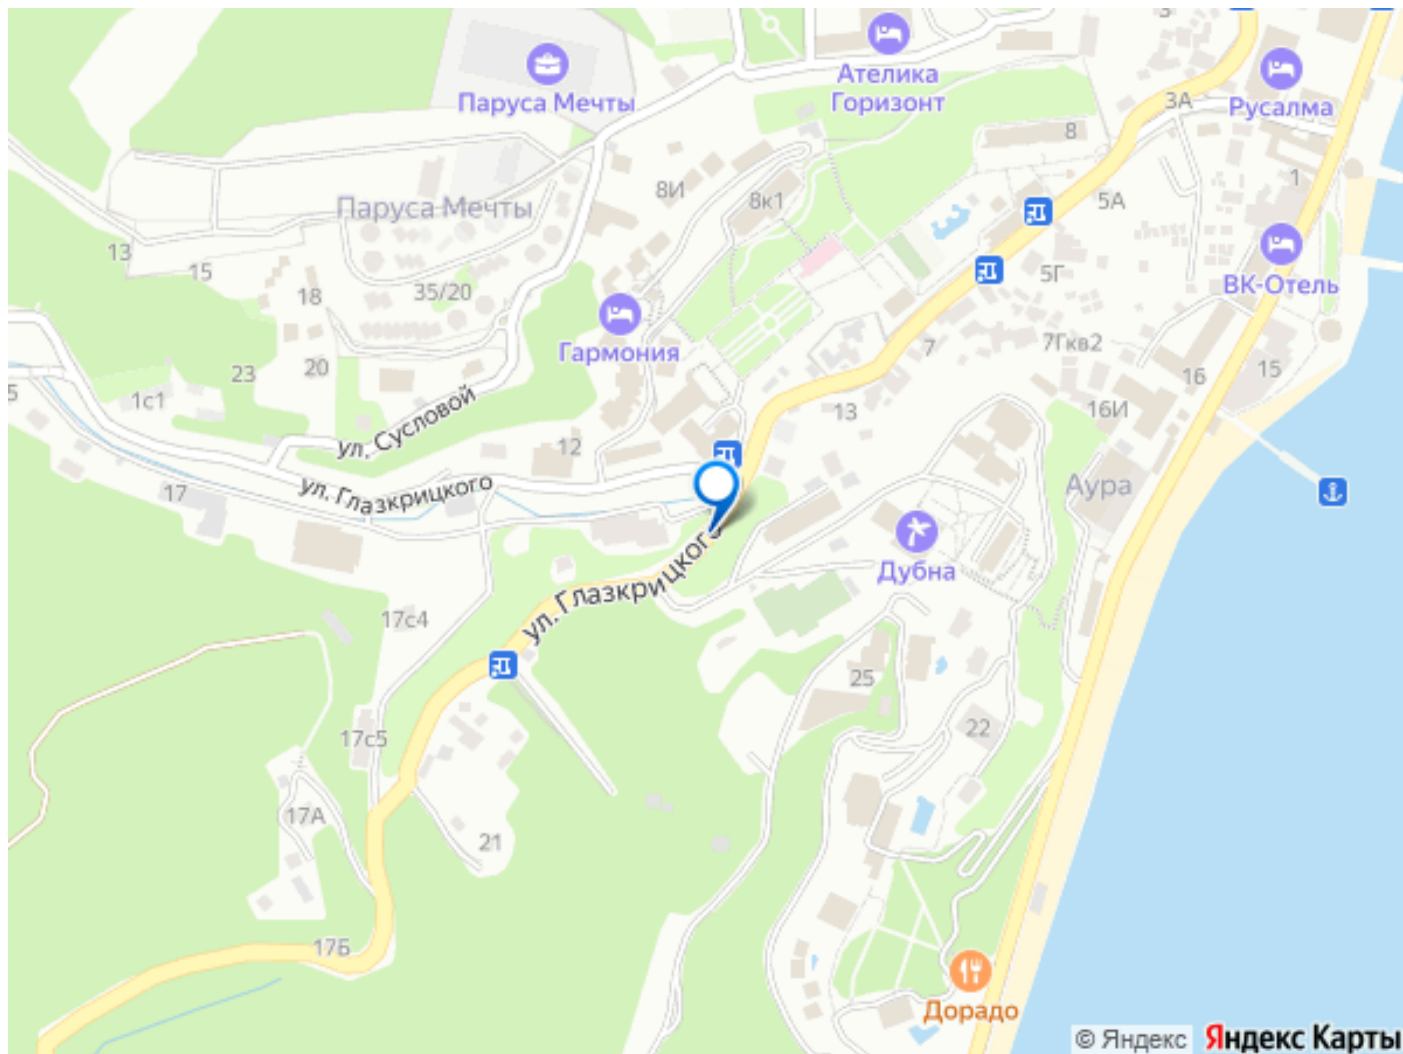 3
Ателика
Горизонт
Паруса Мечты
3А
Русалма
8
8И
8к1
1
5А
Паруса Мечты
13
15
18
35/20
5Г
ВК-Отель
Гармония
7
7Гкв2
20
23
15
16
1с1
5
ул. Сусловой
13
16И
12
17
ул. Глазкрицкого
Аура
Дубна
ул. Глазкрицкого
17с4
25
17с5
22
17А
21
17Б
Дорадо
© Яндекс Яндекс Карты